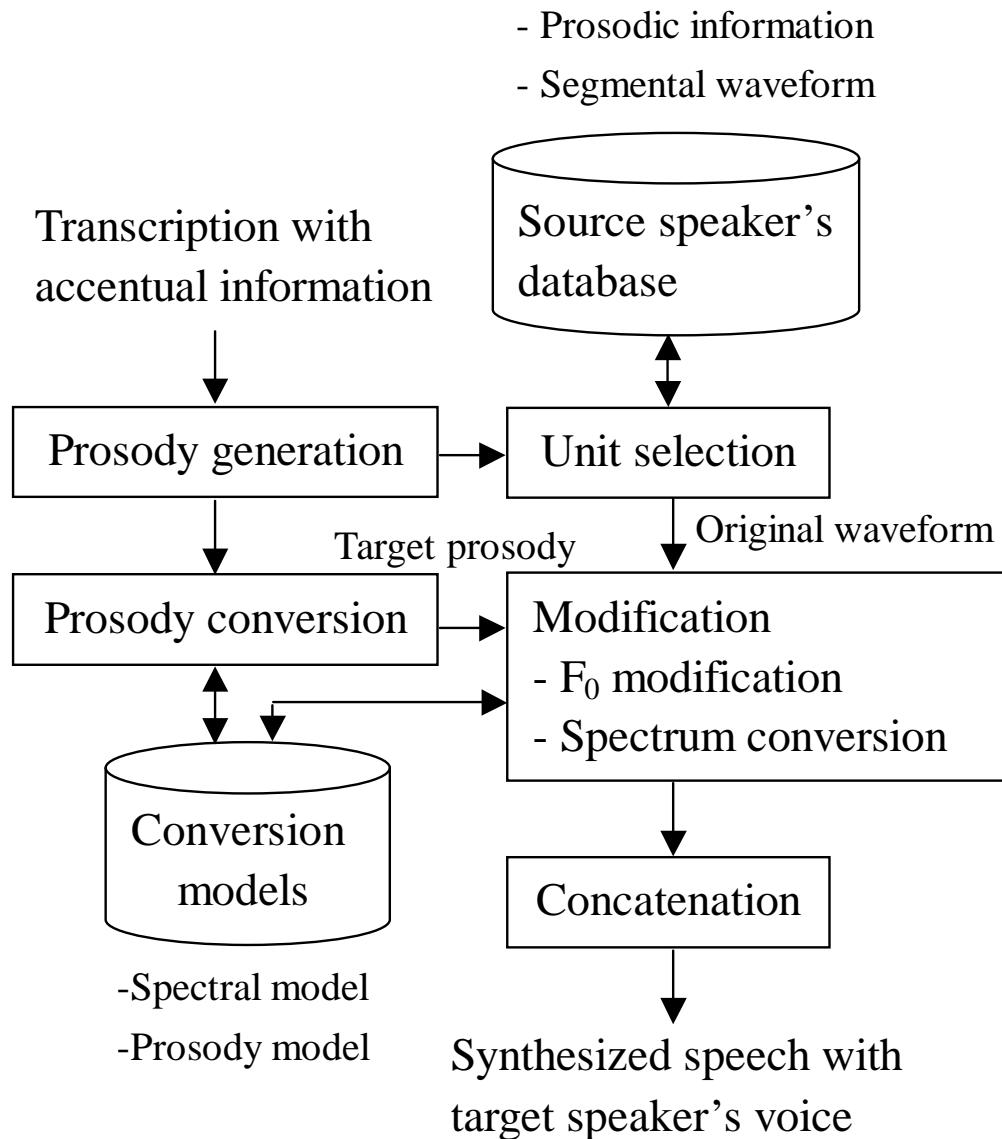 - Prosodic information
- Segmental waveform
Source speaker’s
database
Transcription with
accentual information
Prosody generation
Unit selection
Original waveform
Target prosody
Prosody conversion
Modification
- F₀ modification
- Spectrum conversion
Conversion
models
-Spectral model
-Prosody model
Concatenation
Synthesized speech with
target speaker’s voice